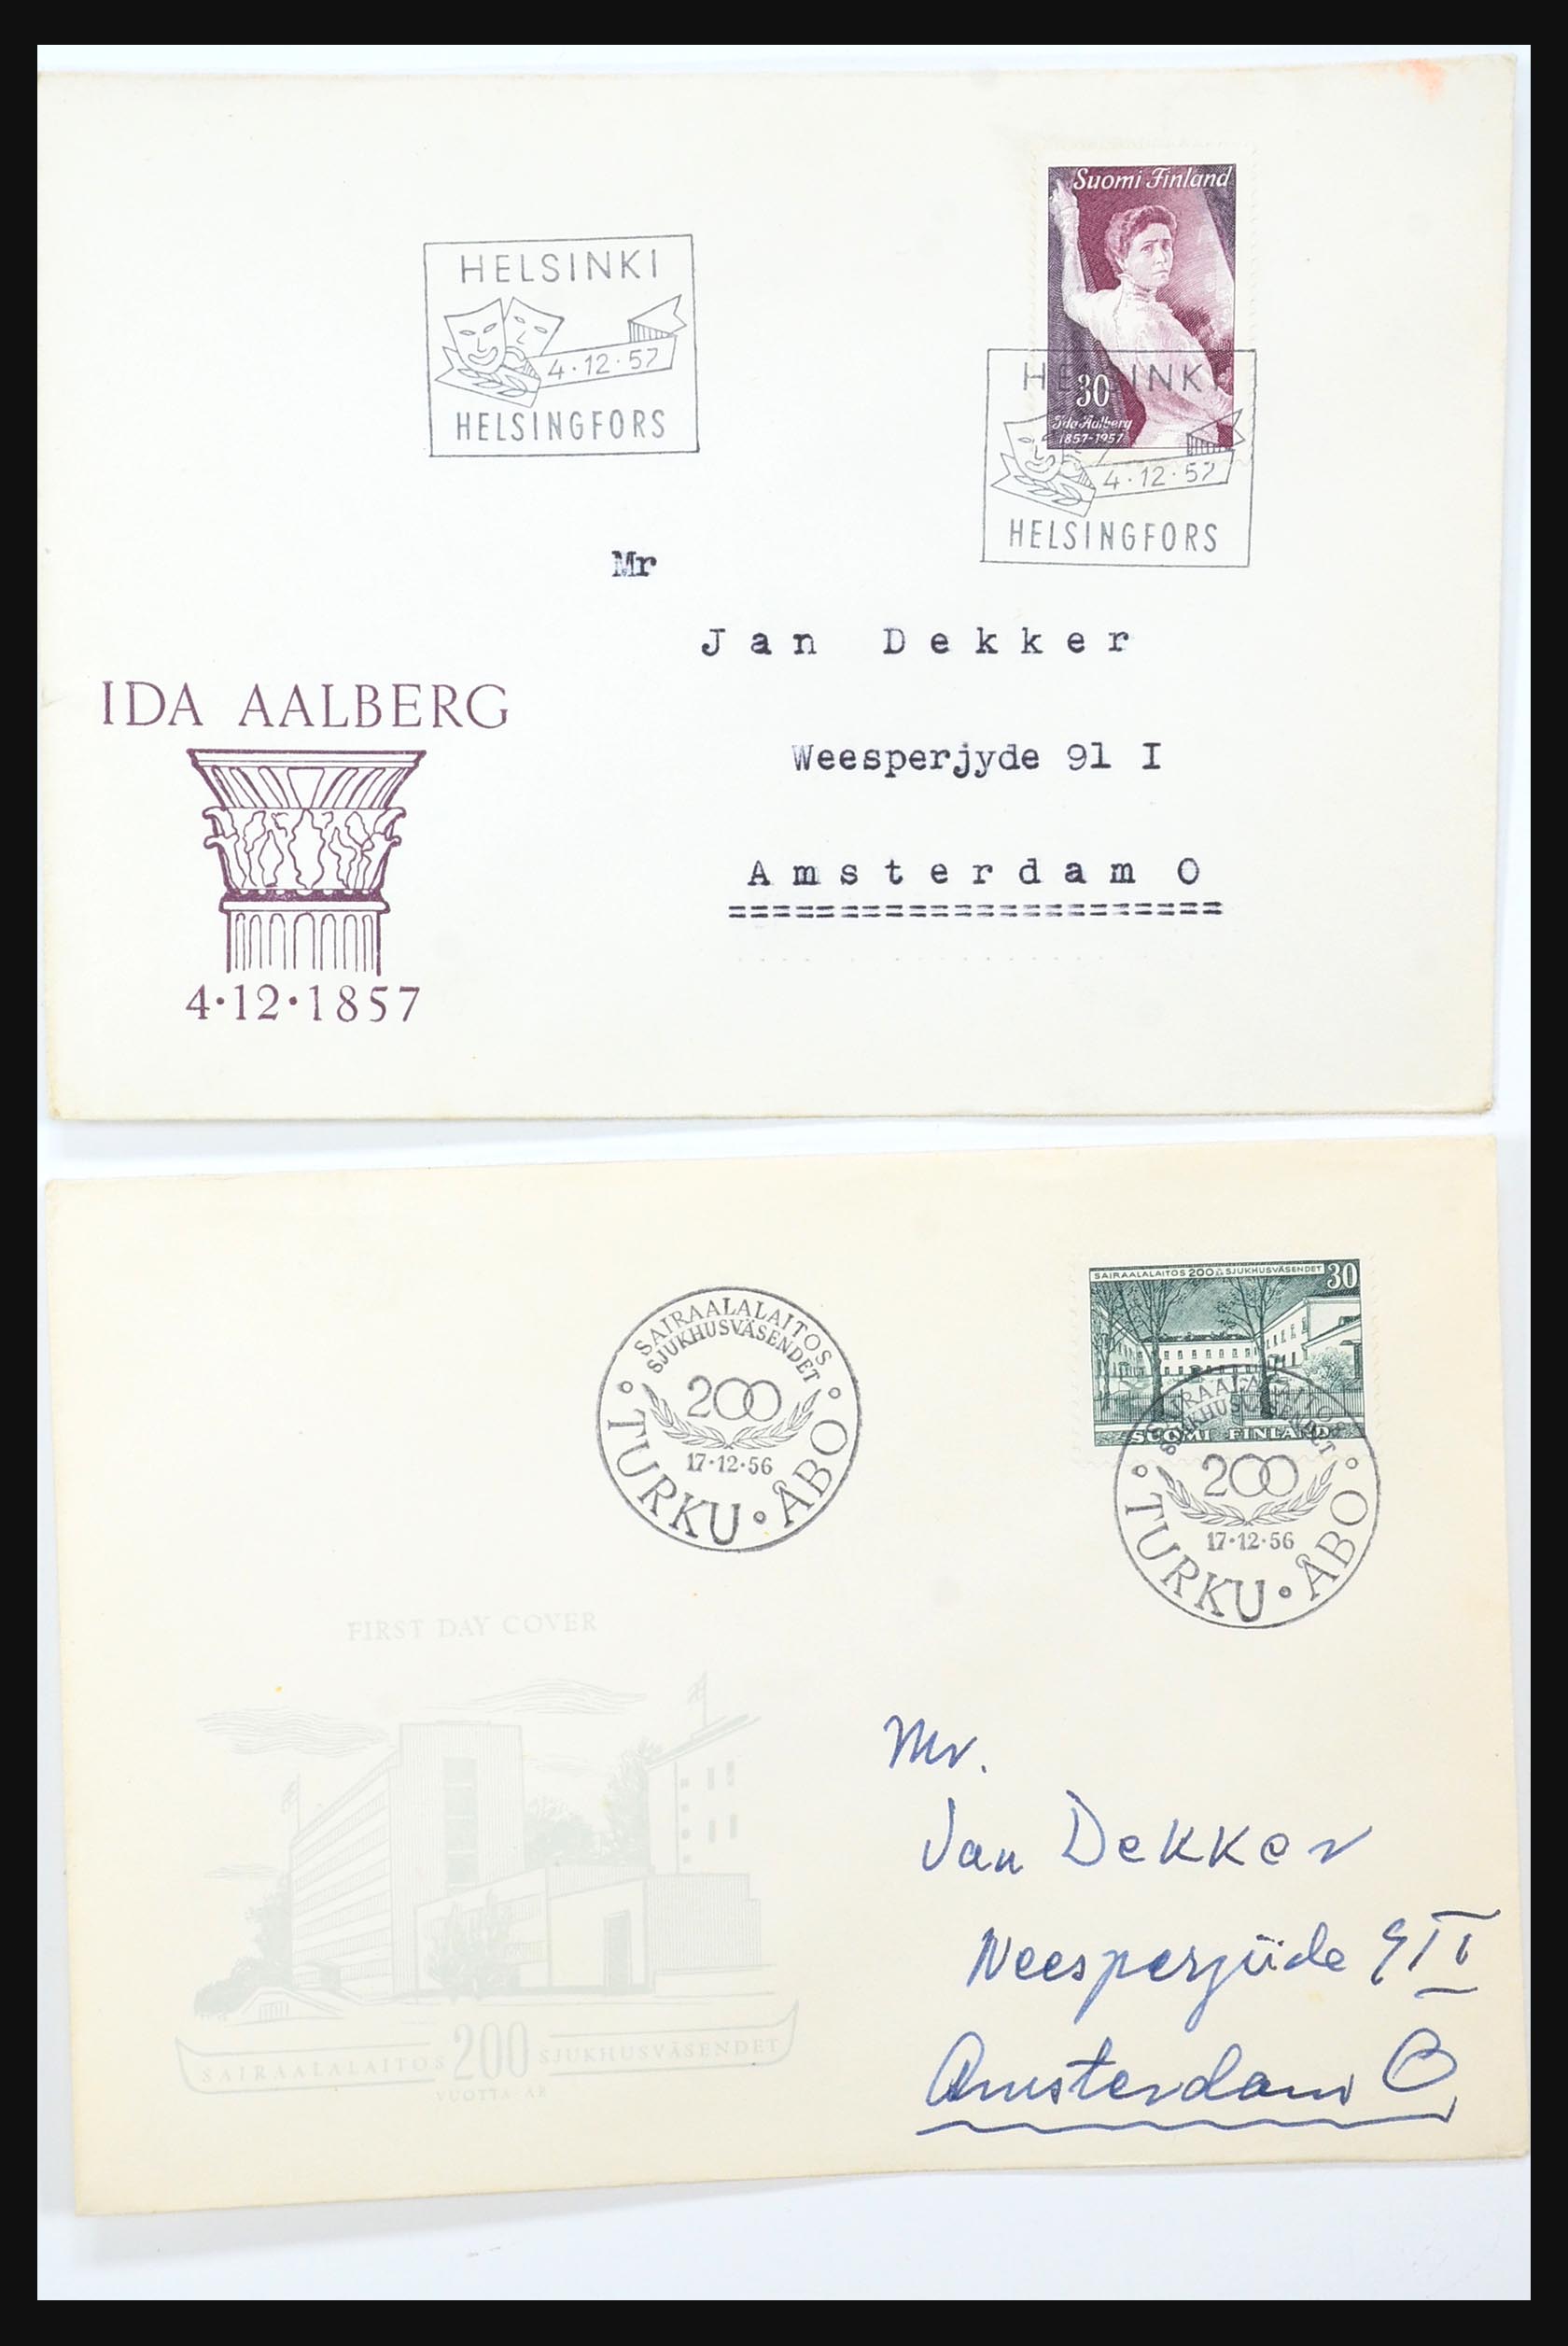 Suomi Finland
30
Ida Aalberg
1857-1957
HELSINKI
4·12·57
HELSINGFORS
HELSINKI
4·12·57
HELSINGFORS
Mr
Jan Dekker
Weesperjyde 91 I
Amsterdam O
======================
IDA AALBERG
4·12·1857
SAIRAALALAITOS 200 SJUKHUSVÄSENDET 30
SUOMI FINLAND
SAIRAALALAITOS
SJUKHUSVÄSENDET
200
17·12·56
TURKU · ÅBO
SAIRAALALAITOS
SJUKHUSVÄSENDET
200
17·12·56
TURKU · ÅBO
FIRST DAY COVER
SAIRAALALAITOS 200 SJUKHUSVÄSENDET
VUOTTA ÅR
Mr.
Jan Dekker
Weesperjüde 91 I
Amsterdam O